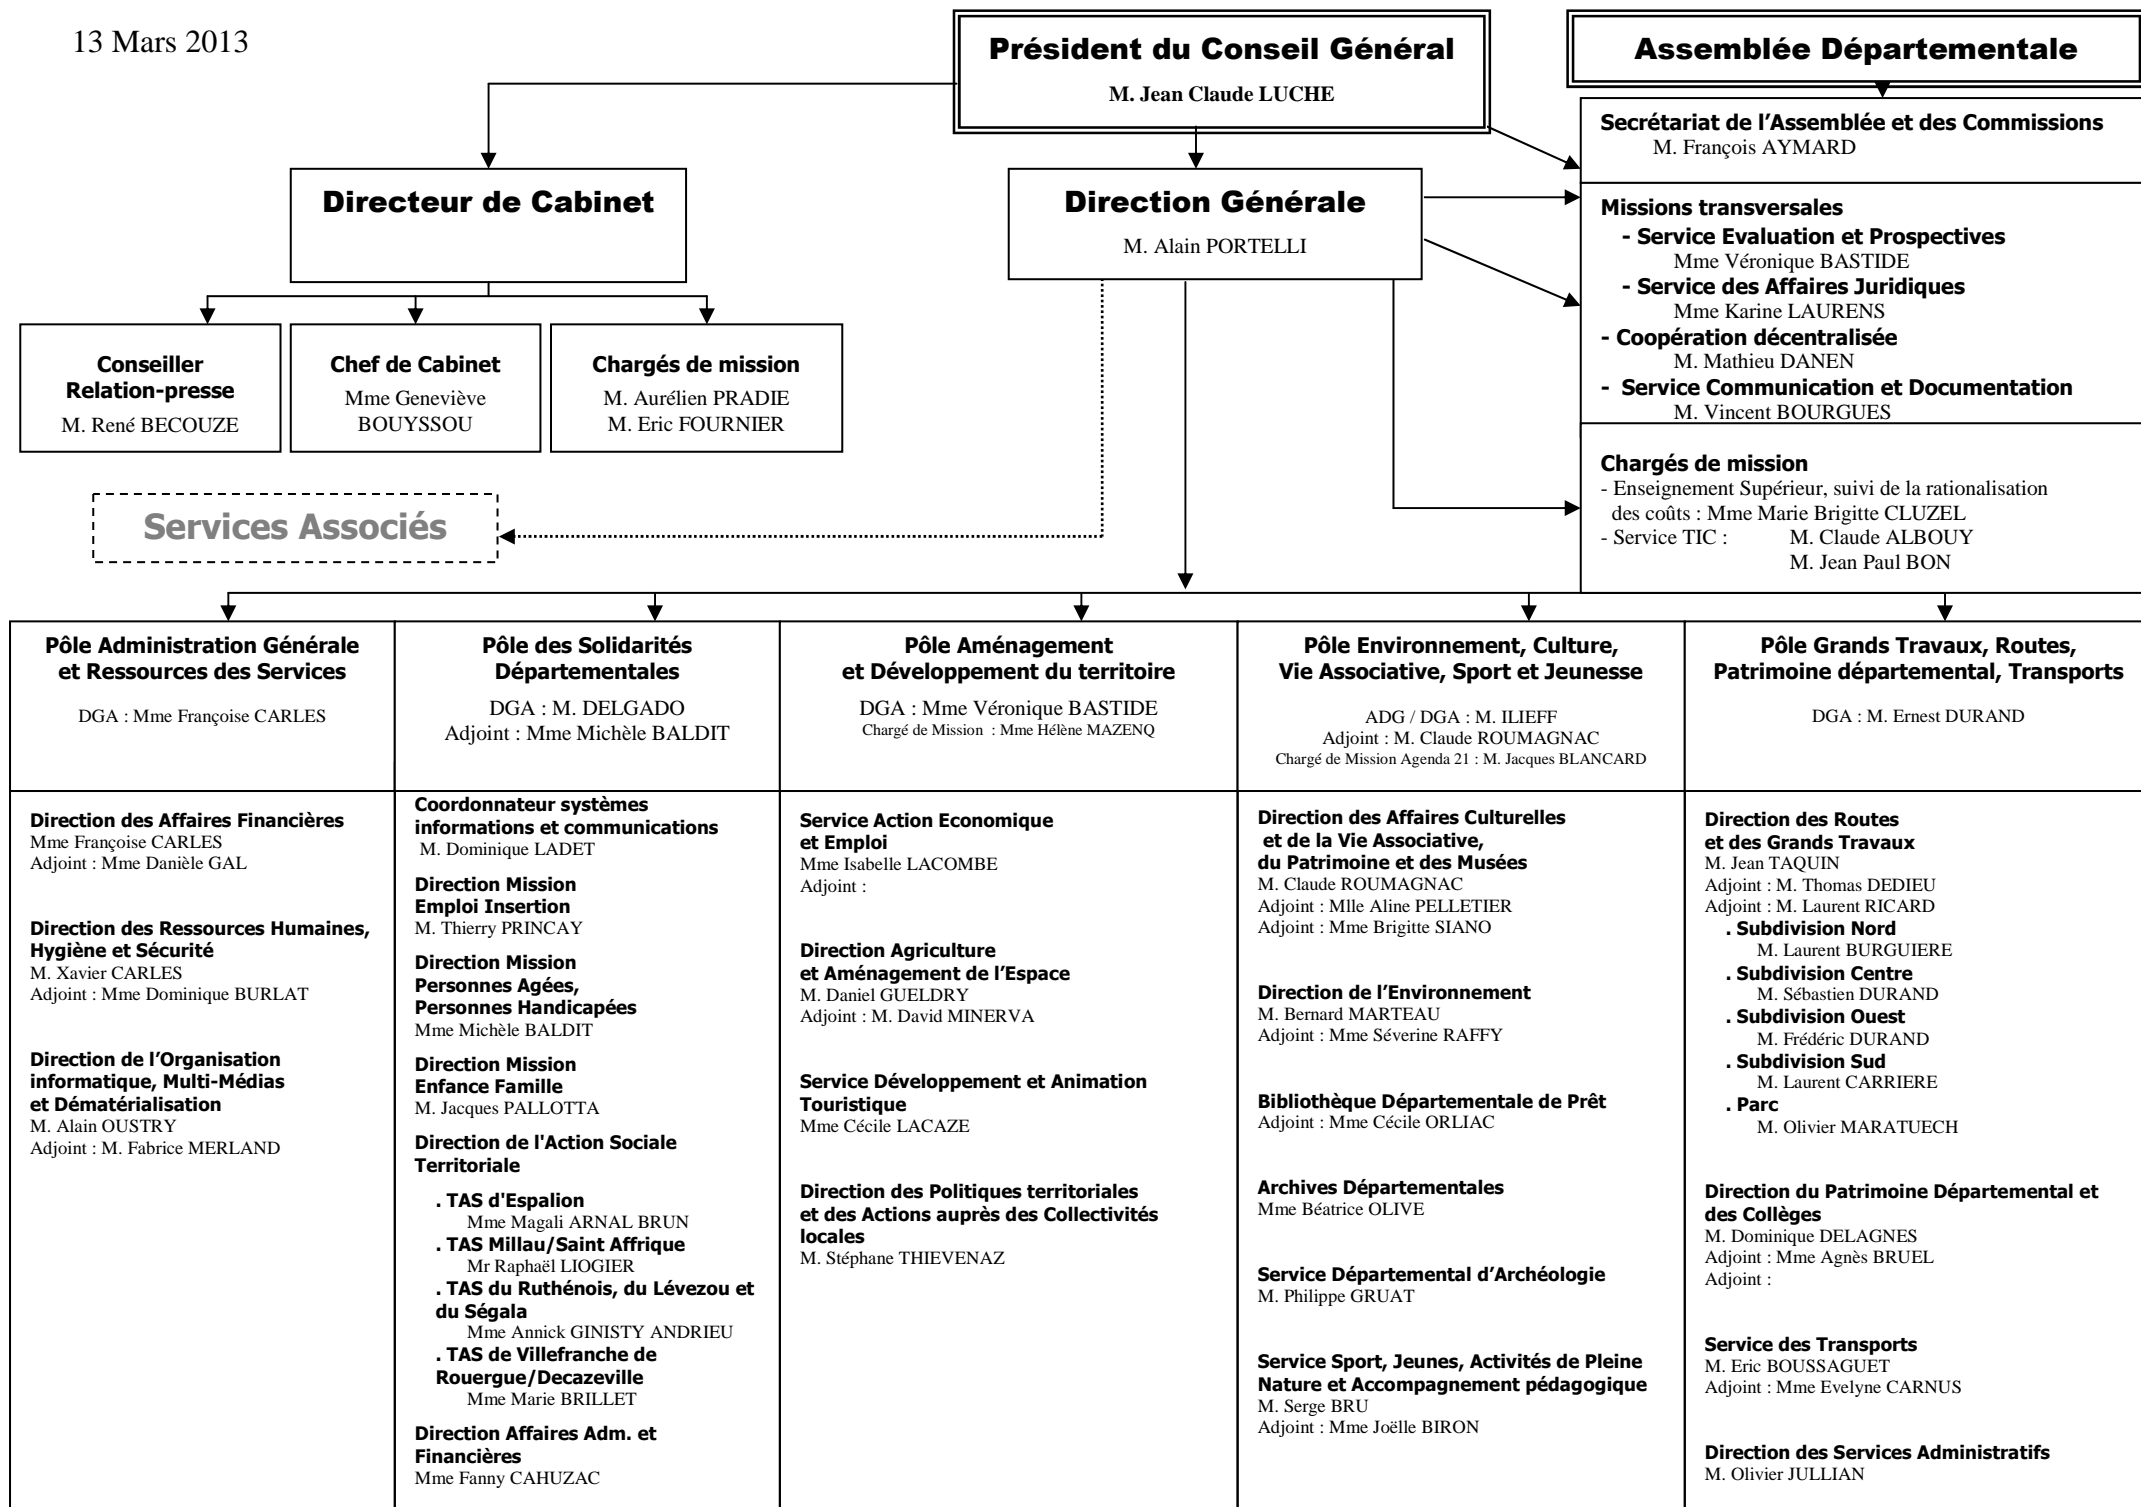 13 Mars 2013
Président du Conseil Général
M. Jean Claude LUCHE
Assemblée Départementale
Secrétariat de l’Assemblée et des Commissions
M. François AYMARD
Directeur de Cabinet
Direction Générale
M. Alain PORTELLI
Missions transversales
- Service Evaluation et Prospectives
Mme Véronique BASTIDE
- Service des Affaires Juridiques
Mme Karine LAURENS
- Coopération décentralisée
M. Mathieu DANEN
- Service Communication et Documentation
M. Vincent BOURGUES
Conseiller
Relation-presse
M. René BECOUZE
Chef de Cabinet
Mme Geneviève
BOUYSSOU
Chargés de mission
M. Aurélien PRADIE
M. Eric FOURNIER
Chargés de mission
- Enseignement Supérieur, suivi de la rationalisation
des coûts : Mme Marie Brigitte CLUZEL
- Service TIC : M. Claude ALBOUY
M. Jean Paul BON
Services Associés
Pôle Administration Générale
et Ressources des Services
DGA : Mme Françoise CARLES
Direction des Affaires Financières
Mme Françoise CARLES
Adjoint : Mme Danièle GAL
Direction des Ressources Humaines,
Hygiène et Sécurité
M. Xavier CARLES
Adjoint : Mme Dominique BURLAT
Direction de l’Organisation
informatique, Multi-Médias
et Dématérialisation
M. Alain OUSTRY
Adjoint : M. Fabrice MERLAND
Pôle des Solidarités
Départementales
DGA : M. DELGADO
Adjoint : Mme Michèle BALDIT
Coordonnateur systèmes
informations et communications
M. Dominique LADET
Direction Mission
Emploi Insertion
M. Thierry PRINCAY
Direction Mission
Personnes Agées,
Personnes Handicapées
Mme Michèle BALDIT
Direction Mission
Enfance Famille
M. Jacques PALLOTTA
Direction de l'Action Sociale
Territoriale
. TAS d'Espalion
Mme Magali ARNAL BRUN
. TAS Millau/Saint Affrique
Mr Raphaël LIOGIER
. TAS du Ruthénois, du Lévezou et
du Ségala
Mme Annick GINISTY ANDRIEU
. TAS de Villefranche de
Rouergue/Decazeville
Mme Marie BRILLET
Direction Affaires Adm. et
Financières
Mme Fanny CAHUZAC
Pôle Aménagement
et Développement du territoire
DGA : Mme Véronique BASTIDE
Chargé de Mission : Mme Hélène MAZENQ
Service Action Economique
et Emploi
Mme Isabelle LACOMBE
Adjoint :
Direction Agriculture
et Aménagement de l’Espace
M. Daniel GUELDRY
Adjoint : M. David MINERVA
Service Développement et Animation
Touristique
Mme Cécile LACAZE
Direction des Politiques territoriales
et des Actions auprès des Collectivités
locales
M. Stéphane THIEVENAZ
Pôle Environnement, Culture,
Vie Associative, Sport et Jeunesse
ADG / DGA : M. ILIEFF
Adjoint : M. Claude ROUMAGNAC
Chargé de Mission Agenda 21 : M. Jacques BLANCARD
Direction des Affaires Culturelles
et de la Vie Associative,
du Patrimoine et des Musées
M. Claude ROUMAGNAC
Adjoint : Mlle Aline PELLETIER
Adjoint : Mme Brigitte SIANO
Direction de l’Environnement
M. Bernard MARTEAU
Adjoint : Mme Séverine RAFFY
Bibliothèque Départementale de Prêt
Adjoint : Mme Cécile ORLIAC
Archives Départementales
Mme Béatrice OLIVE
Service Départemental d’Archéologie
M. Philippe GRUAT
Service Sport, Jeunes, Activités de Pleine
Nature et Accompagnement pédagogique
M. Serge BRU
Adjoint : Mme Joëlle BIRON
Pôle Grands Travaux, Routes,
Patrimoine départemental, Transports
DGA : M. Ernest DURAND
Direction des Routes
et des Grands Travaux
M. Jean TAQUIN
Adjoint : M. Thomas DEDIEU
Adjoint : M. Laurent RICARD
. Subdivision Nord
M. Laurent BURGUIERE
. Subdivision Centre
M. Sébastien DURAND
. Subdivision Ouest
M. Frédéric DURAND
. Subdivision Sud
M. Laurent CARRIERE
. Parc
M. Olivier MARATUECH
Direction du Patrimoine Départemental et
des Collèges
M. Dominique DELAGNES
Adjoint : Mme Agnès BRUEL
Adjoint :
Service des Transports
M. Eric BOUSSAGUET
Adjoint : Mme Evelyne CARNUS
Direction des Services Administratifs
M. Olivier JULLIAN